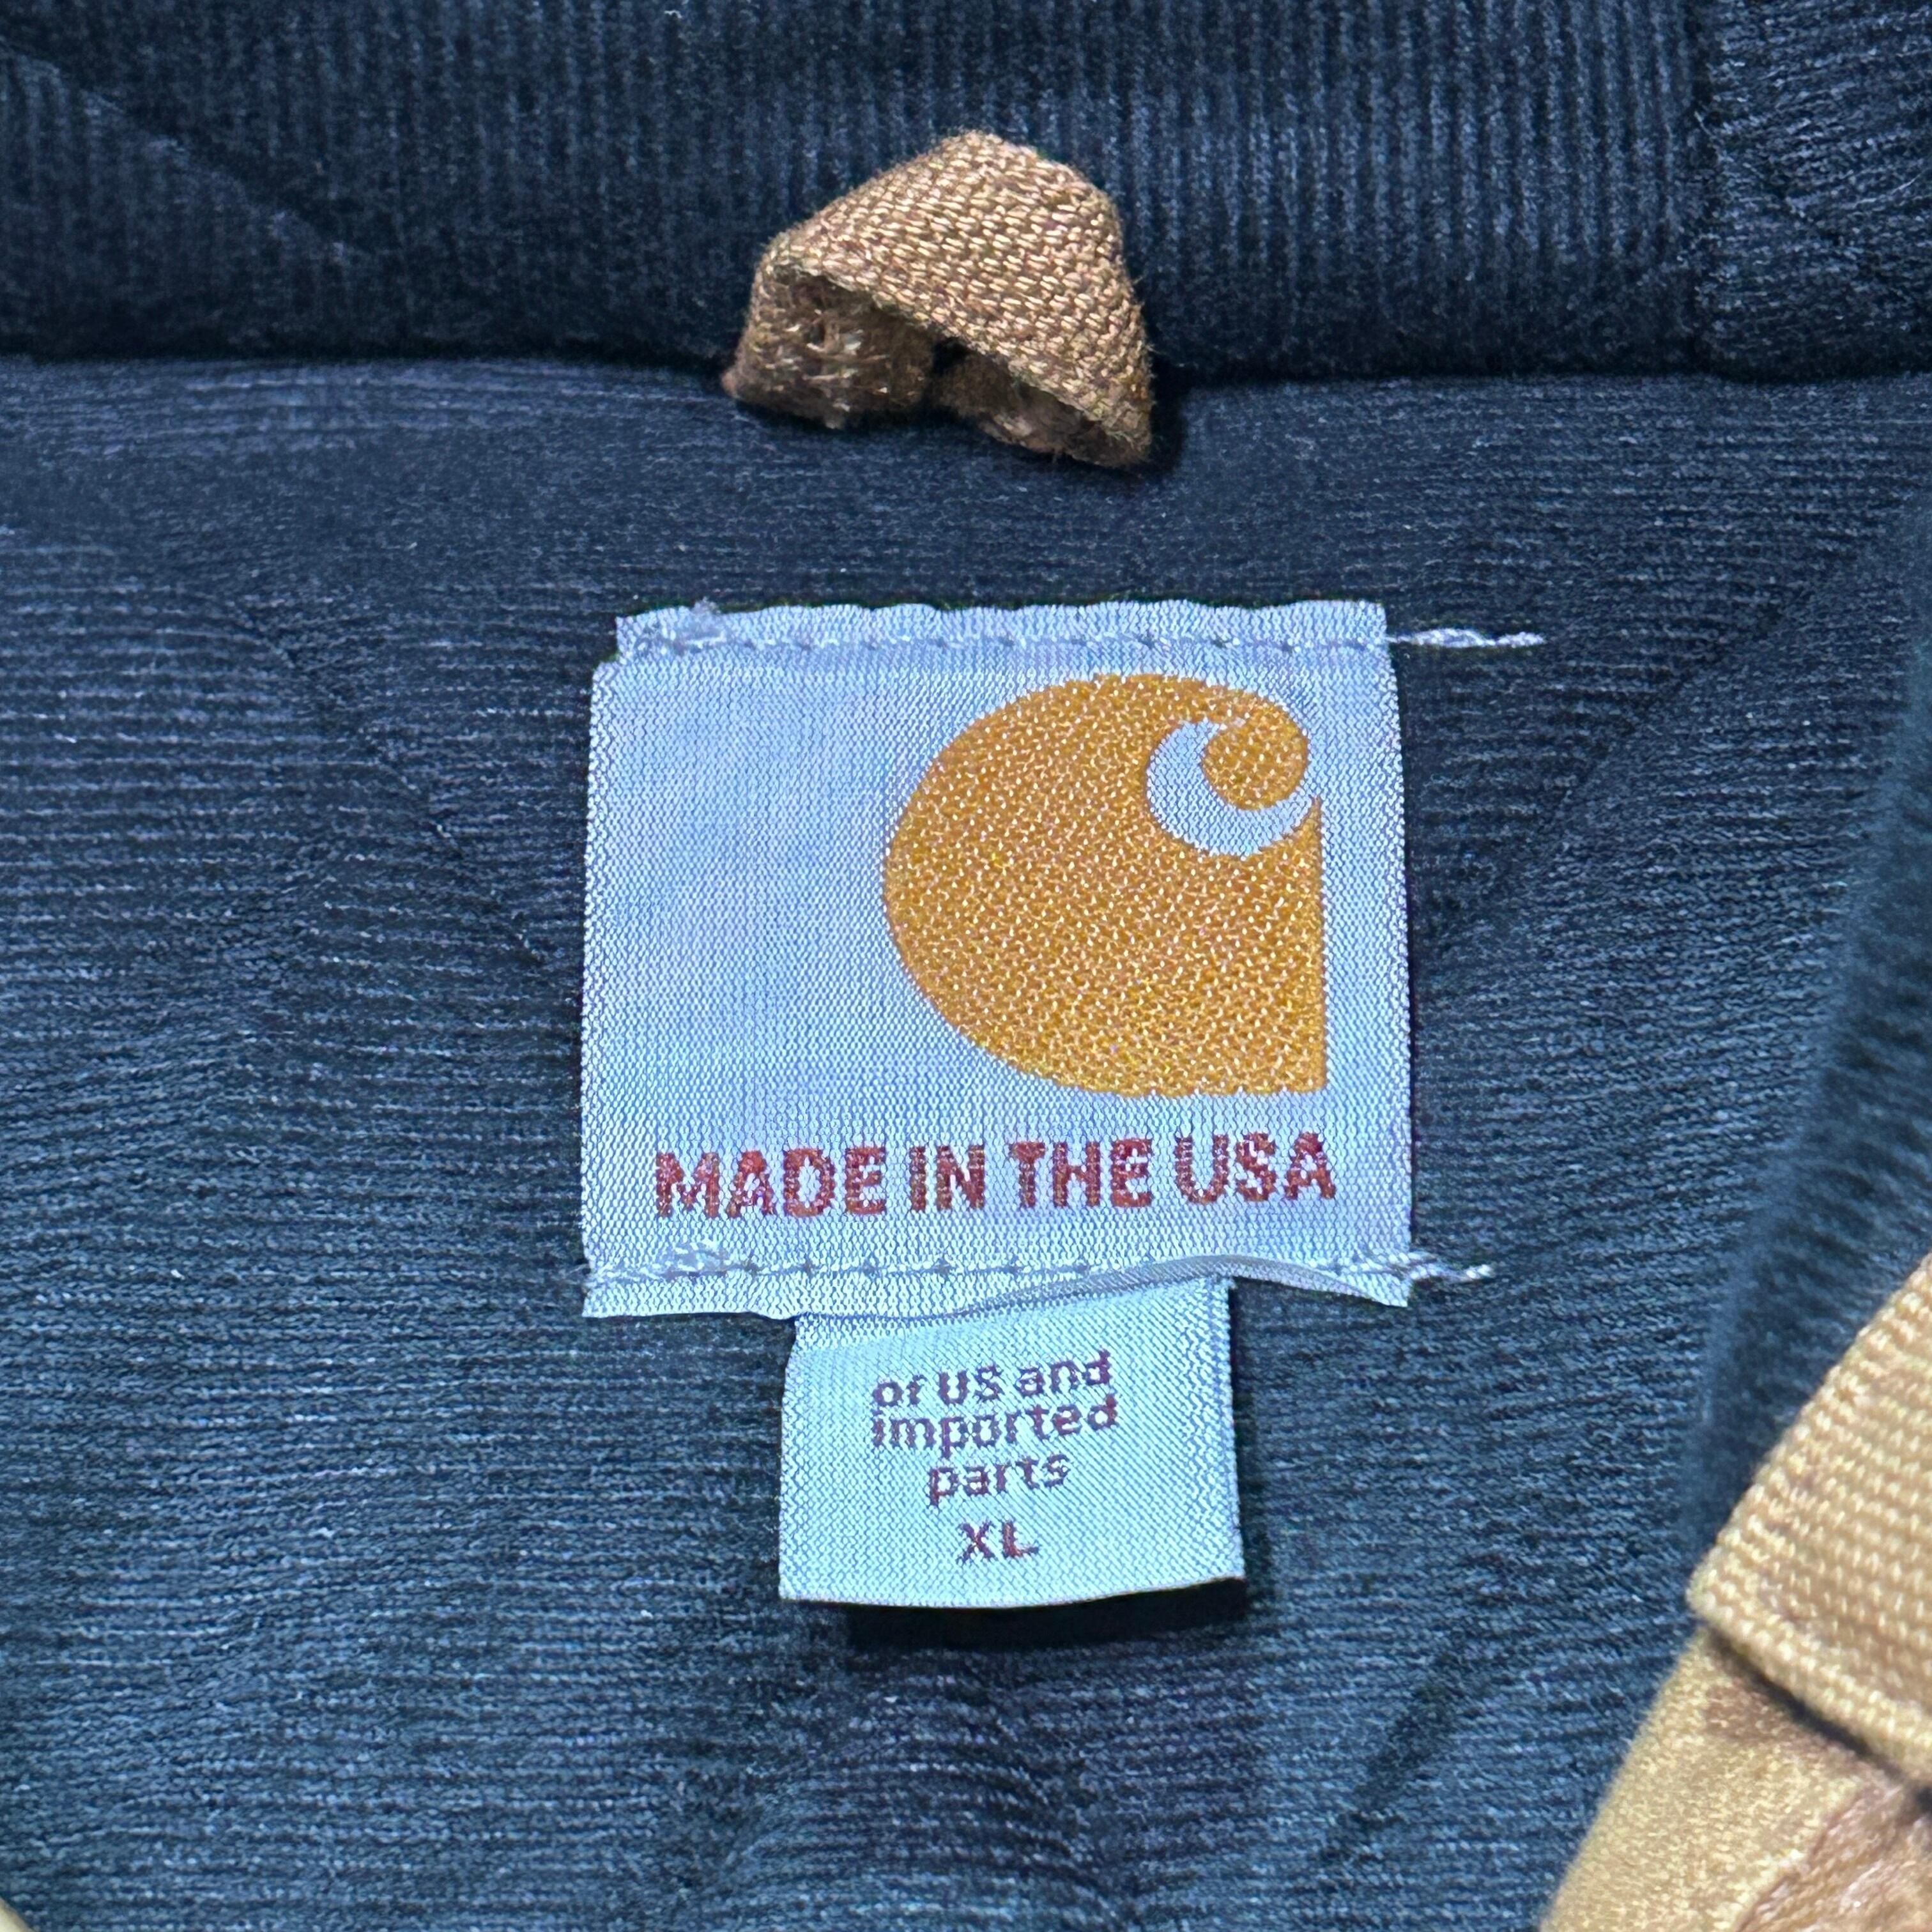 MADE IN THE USA
of US and
imported
parts
XL